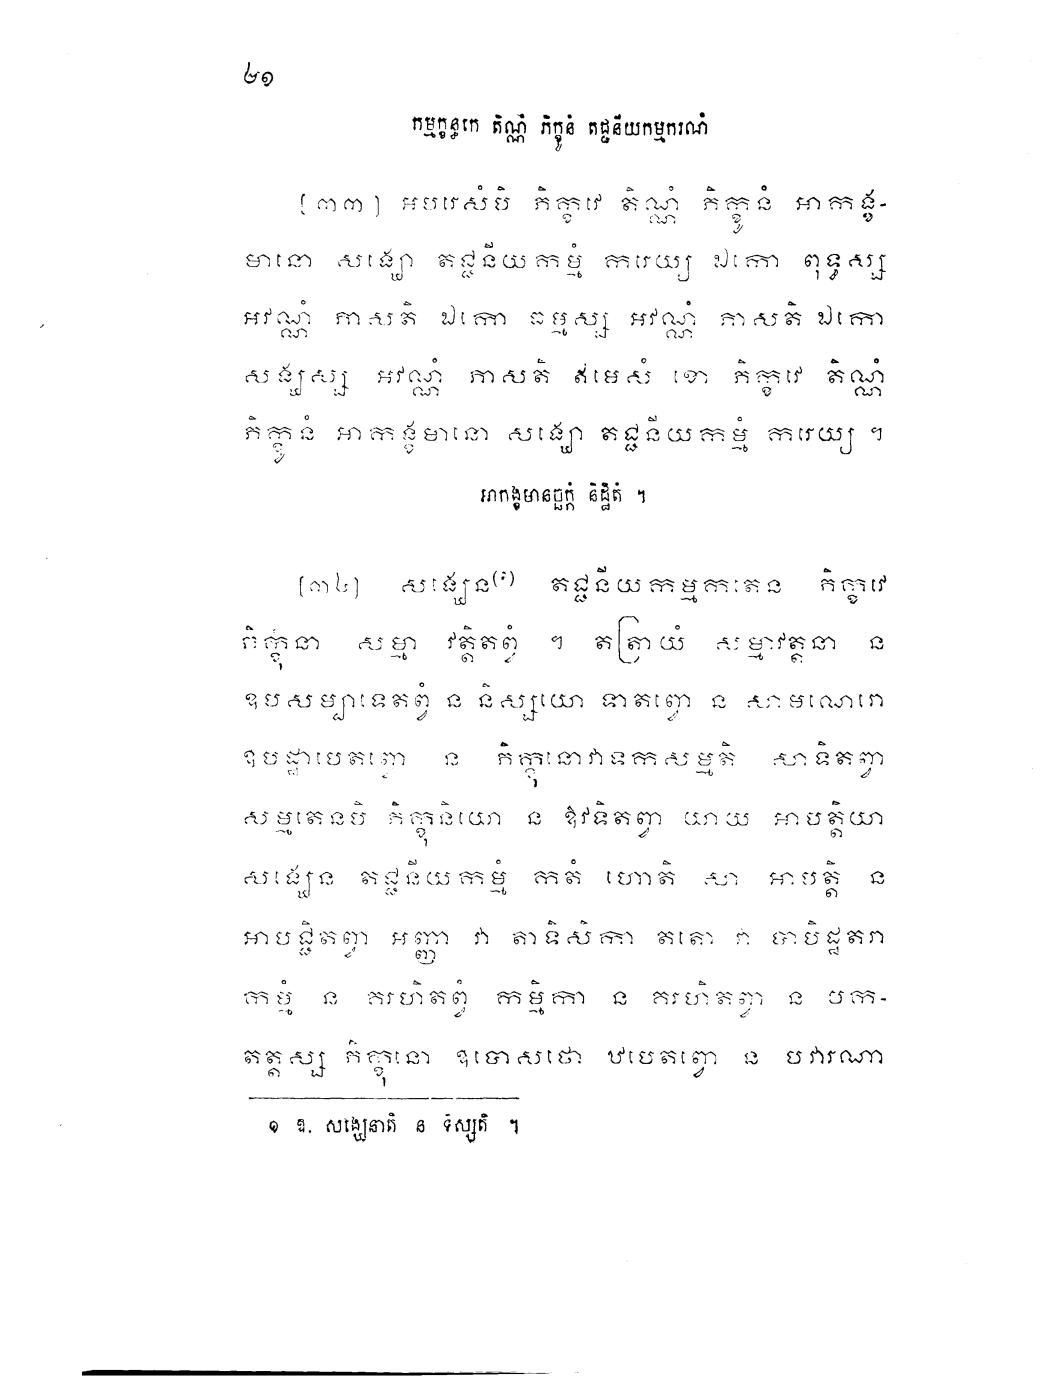 ២១
កម្មក្ខន្ធកេ តិណ្ណំ ភិក្ខូនំ តជ្ជនីយកម្មករណំ
[៣៣] អបរេសំបិ ភិក្ខវេ តិណ្ណំ ភិក្ខូនំ អាកង្ខ-
មានោ សង្ឃោ តជ្ជនីយកម្មំ ករេយ្យ ឯកោ ពុទ្ធស្ស
អវណ្ណំ ភាសតិ ឯកោ ធម្មស្ស អវណ្ណំ ភាសតិ ឯកោ
សង្ឃស្ស អវណ្ណំ ភាសតិ ឥមេសំ ខោ ភិក្ខវេ តិណ្ណំ
ភិក្ខូនំ អាកង្ខមានោ សង្ឃោ តជ្ជនីយកម្មំ ករេយ្យ ។
អាកង្ខមានច្ឆក្កំ និដ្ឋិតំ ។
[៣៤] សង្ឃេន(១) តជ្ជនីយកម្មកតេន ភិក្ខវេ
ភិក្ខុនា សម្មា វត្តិតព្វំ ។ តត្រាយំ សម្មាវត្តនា ន
ឧបសម្បាទេតព្វំ ន និស្សយោ ទាតព្វោ ន សាមណេរោ
ឧបដ្ឋាបេតព្វោ ន ភិក្ខុនោវាទកសម្មតិ សាទិតព្វា
សម្មតេនបិ ភិក្ខុនិយោ ន ឱវទិតព្វា យាយ អាបត្តិយា
សង្ឃេន តជ្ជនីយកម្មំ កតំ ហោតិ សា អាបត្តិ ន
អាបជ្ជិតព្វា អញ្ញា វា តាទិសិកា តតោ វា បាបិដ្ឋតរា
កម្មំ ន គរហិតព្វំ កម្មិកា ន គរហិតព្វា ន បក-
តត្តស្ស ភិក្ខុនោ ឧបោសថោ ឋបេតព្វោ ន បវារណា
១ ឱ. សង្ឃេនាតិ ន ទិស្សតិ ។